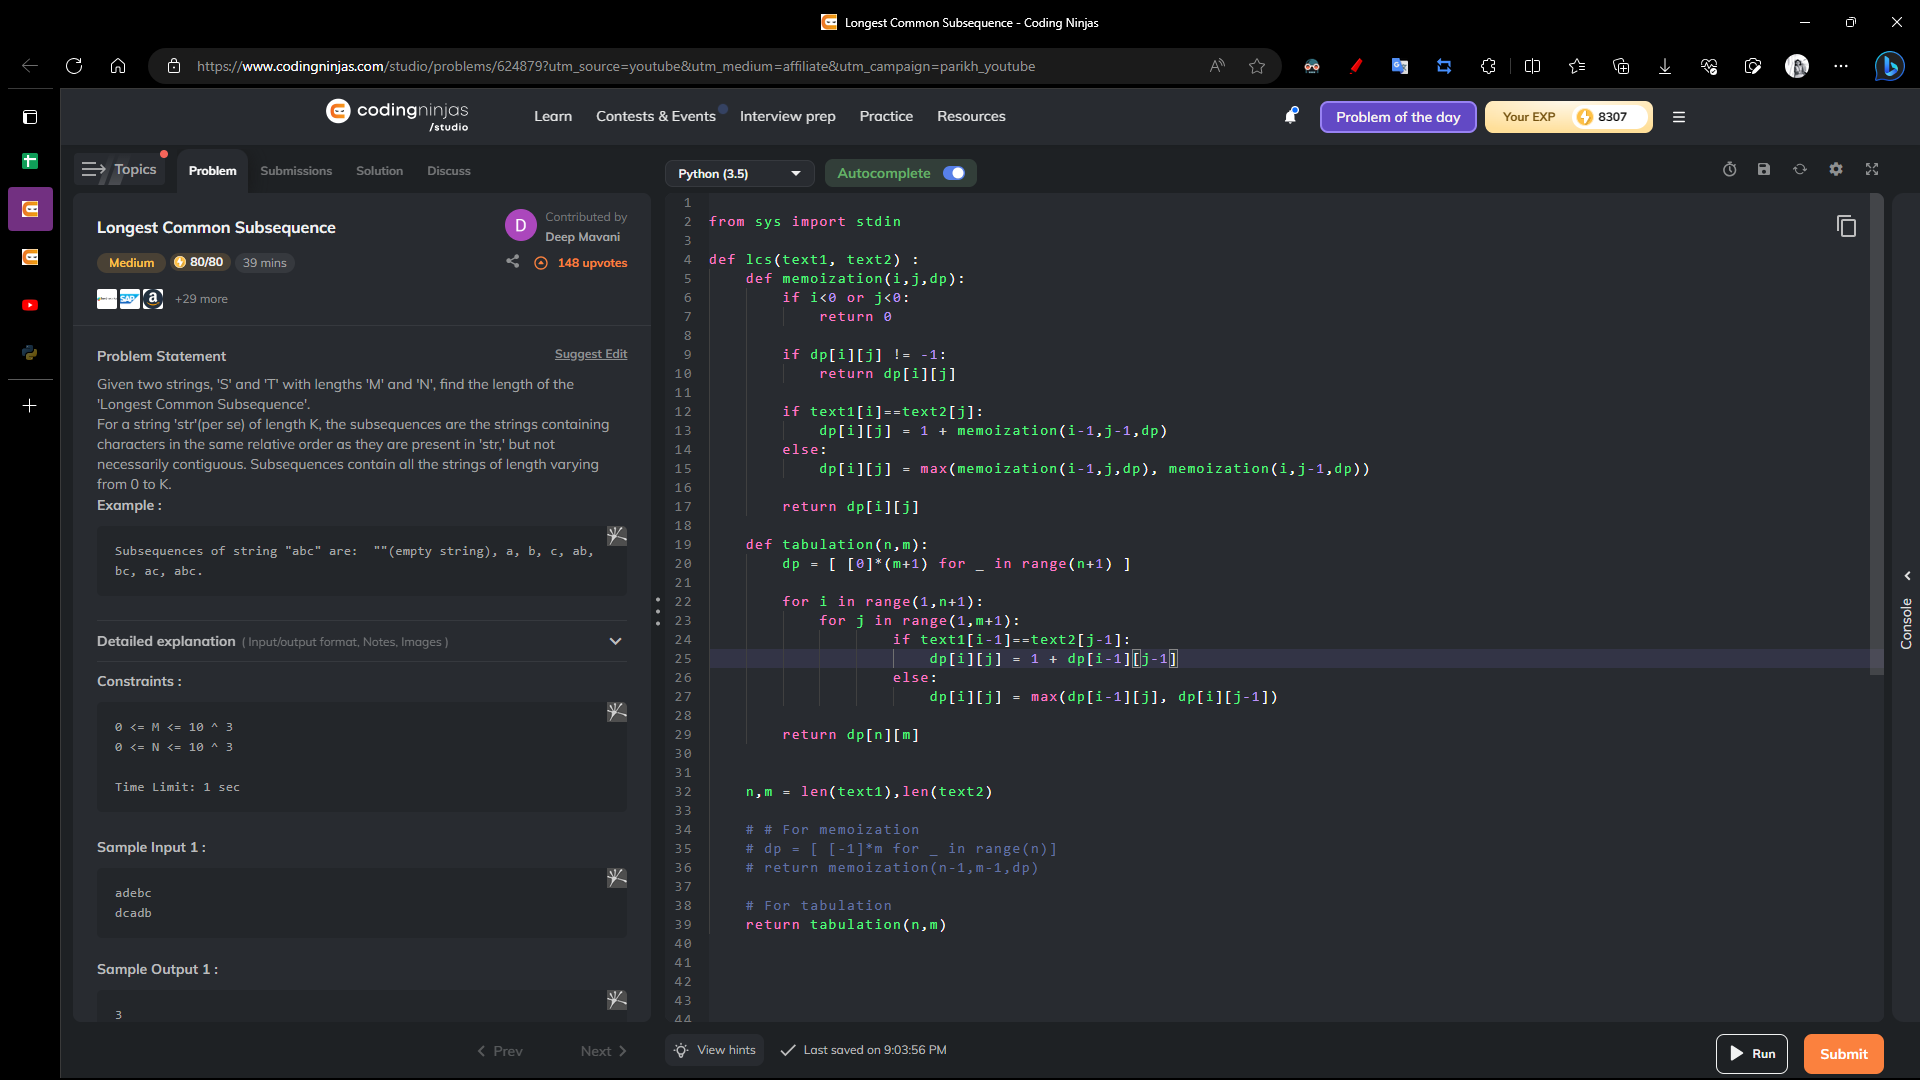 Longest Common Subsequence - Coding Ninjas
https://www.codingninjas.com/studio/problems/624879?utm_source=youtube&utm_medium=affiliate&utm_campaign=parikh_youtube
codingninjas
/studio
Learn
Contests & Events
Interview prep
Practice
Resources
Problem of the day
Your EXP
8307
Topics
Problem
Submissions
Solution
Discuss
Longest Common Subsequence
Contributed by
D
Deep Mavani
Medium
80/80
39 mins
148 upvotes
SAP
a
+29 more
Problem Statement
Suggest Edit
Given two strings, 'S' and 'T' with lengths 'M' and 'N', find the length of the
'Longest Common Subsequence'.
For a string 'str'(per se) of length K, the subsequences are the strings containing
characters in the same relative order as they are present in 'str,' but not
necessarily contiguous. Subsequences contain all the strings of length varying
from 0 to K.
Example :
Subsequences of string "abc" are:  ""(empty string), a, b, c, ab,
bc, ac, abc.
Detailed explanation ( Input/output format, Notes, Images )
Constraints :
0 <= M <= 10 ^ 3
0 <= N <= 10 ^ 3
Time Limit: 1 sec
Sample Input 1 :
adebc
dcadb
Sample Output 1 :
3
Prev
Next
Python (3.5)
Autocomplete
1
2 from sys import stdin
3
4 def lcs(text1, text2) :
5     def memoization(i,j,dp):
6         if i<0 or j<0:
7             return 0
8
9         if dp[i][j] != -1:
10             return dp[i][j]
11
12         if text1[i]==text2[j]:
13             dp[i][j] = 1 + memoization(i-1,j-1,dp)
14         else:
15             dp[i][j] = max(memoization(i-1,j,dp), memoization(i,j-1,dp))
16
17         return dp[i][j]
18
19     def tabulation(n,m):
20         dp = [ [0]*(m+1) for _ in range(n+1) ]
21
22         for i in range(1,n+1):
23             for j in range(1,m+1):
24                     if text1[i-1]==text2[j-1]:
25                         dp[i][j] = 1 + dp[i-1][j-1]
26                     else:
27                         dp[i][j] = max(dp[i-1][j], dp[i][j-1])
28
29         return dp[n][m]
30
31
32     n,m = len(text1),len(text2)
33
34     # # For memoization
35     # dp = [ [-1]*m for _ in range(n)]
36     # return memoization(n-1,m-1,dp)
37
38     # For tabulation
39     return tabulation(n,m)
40
41
42
43
44
Console
View hints
Last saved on 9:03:56 PM
Run
Submit